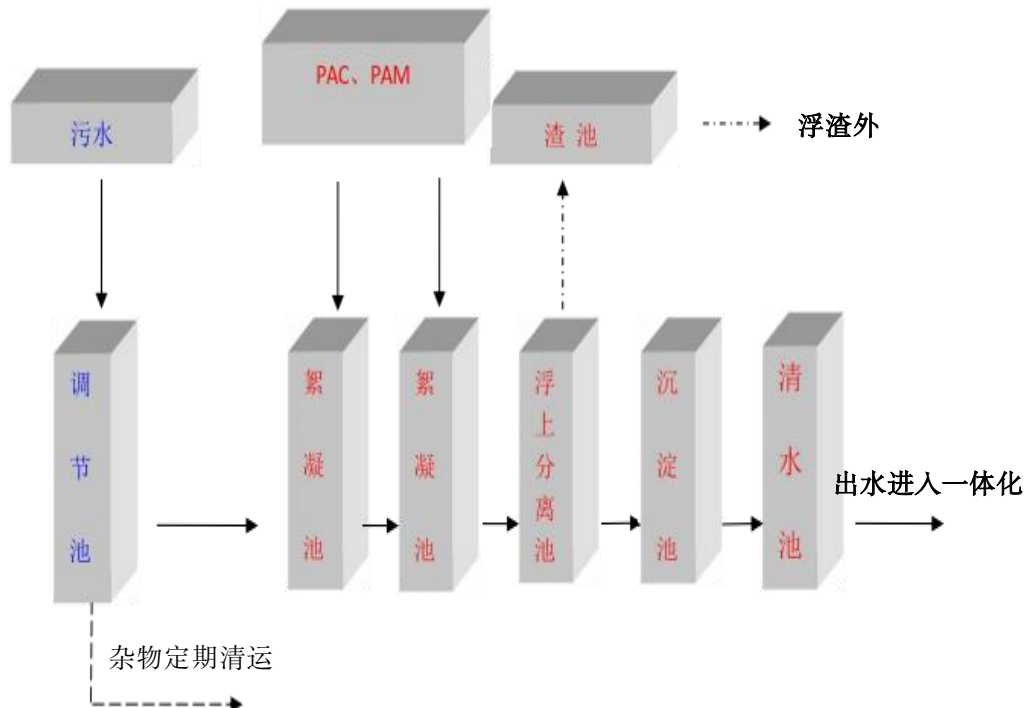 污水
PAC、PAM
渣 池
浮渣外
调节池
絮凝池
絮凝池
浮上分离池
沉淀池
清水池
出水进入一体化
杂物定期清运